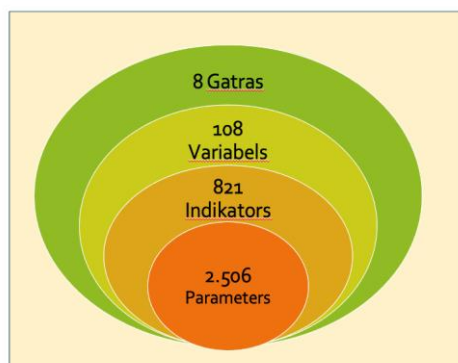 8 Gatras
108
Variabels
821
Indikators
2.506
Parameters